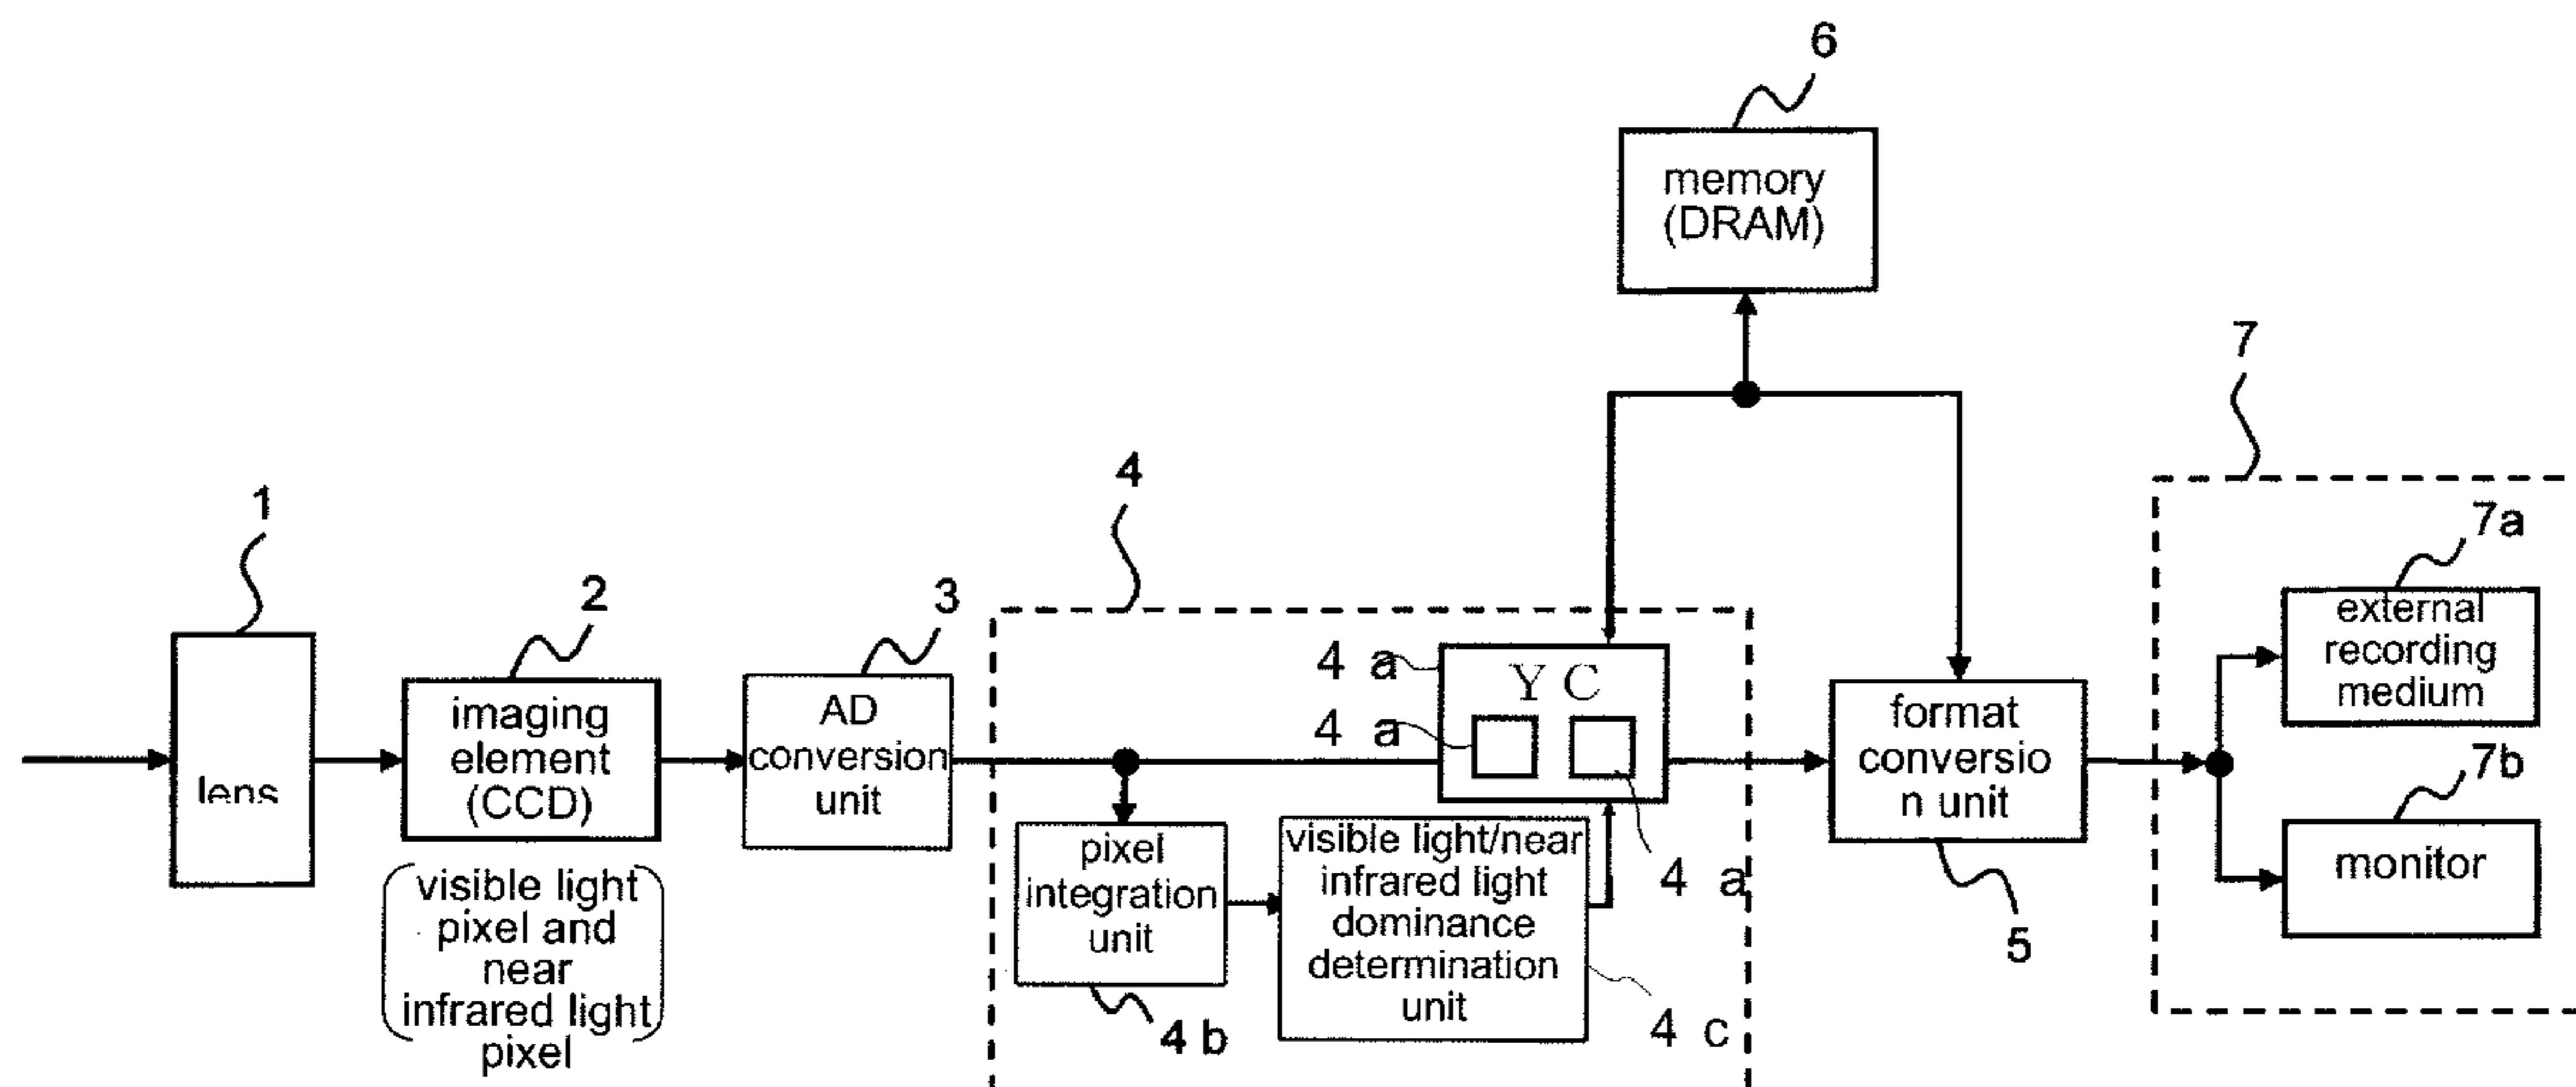 6
memory
(DRAM)
7
4
7a
1
external
recording
medium
2
3
4 a
Y C
4 a
imaging
element
(CCD)
AD
conversion
unit
format
conversio
n unit
lens
7b
monitor
pixel
integration
unit
visible light/near
infrared light
dominance
determination
unit
4 a
5
visible light
pixel and
near
infrared light
pixel
4 b
4 c